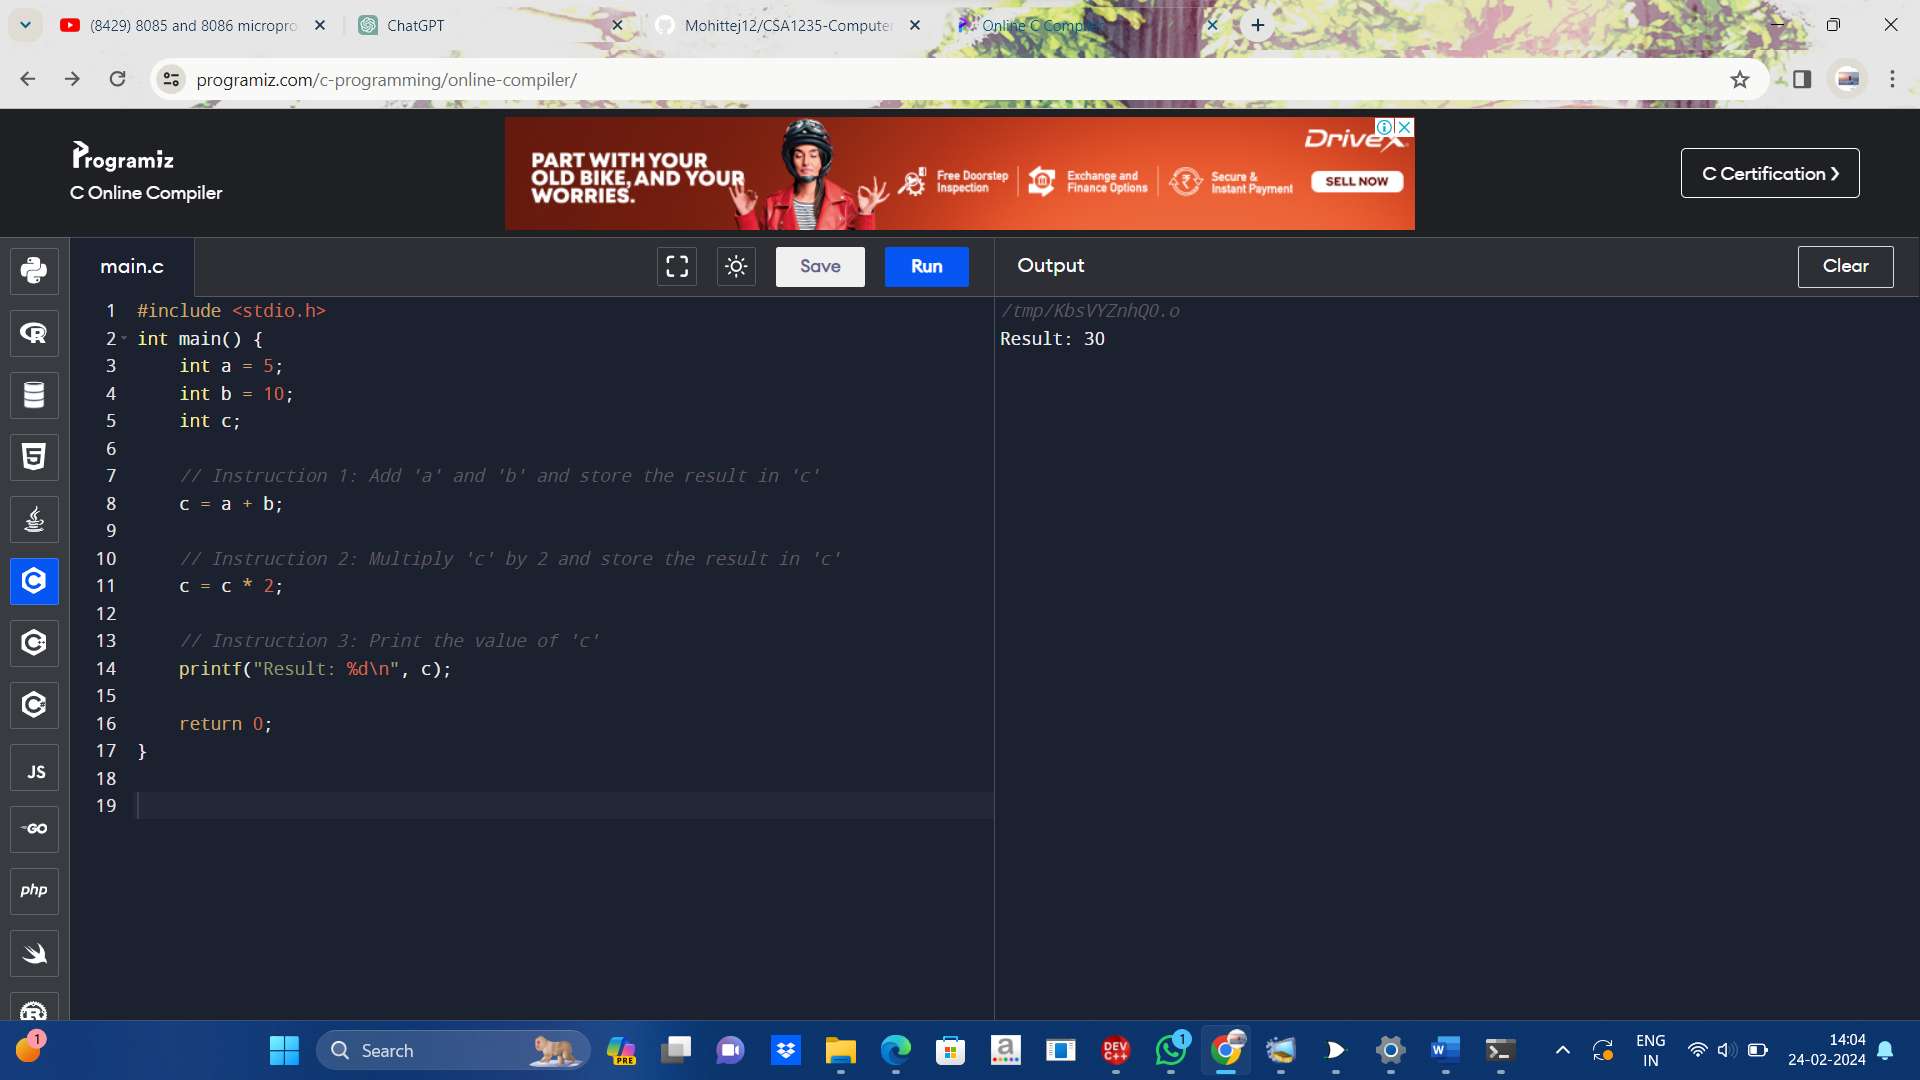 (8429) 8085 and 8086 micropro
ChatGPT
Mohittej12/CSA1235-Computer
Online C Compiler
programiz.com/c-programming/online-compiler/
Programiz
C Online Compiler
PART WITH YOUR
OLD BIKE, AND YOUR
WORRIES.
Free Doorstep
Inspection
Exchange and
Finance Options
Secure &
Instant Payment
DriveX
SELL NOW
C Certification ❯
main.c
Save
Run
Output
Clear
1 #include <stdio.h>
2 int main() {
3 int a = 5;
4 int b = 10;
5 int c;
6
7 // Instruction 1: Add 'a' and 'b' and store the result in 'c'
8 c = a + b;
9
10 // Instruction 2: Multiply 'c' by 2 and store the result in 'c'
11 c = c * 2;
12
13 // Instruction 3: Print the value of 'c'
14 printf("Result: %d\n", c);
15
16 return 0;
17 }
18
19
/tmp/KbsVYZnhQO.o
Result: 30
JS
GO
php
1
Search
PRE
a
DEV
C++
1
W
ENG
IN
14:04
24-02-2024